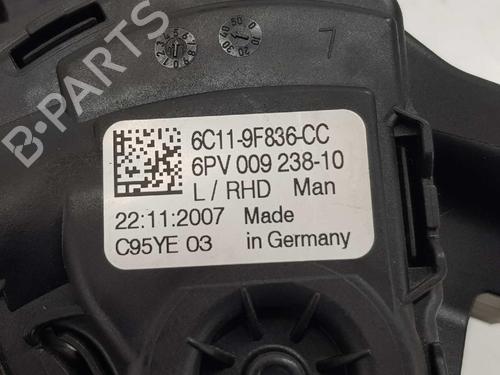 B-PARTS
7
6C11-9F836-CC
6PV 009 238-10
L / RHD Man
22:11:2007 Made
C95YE 03 in Germany